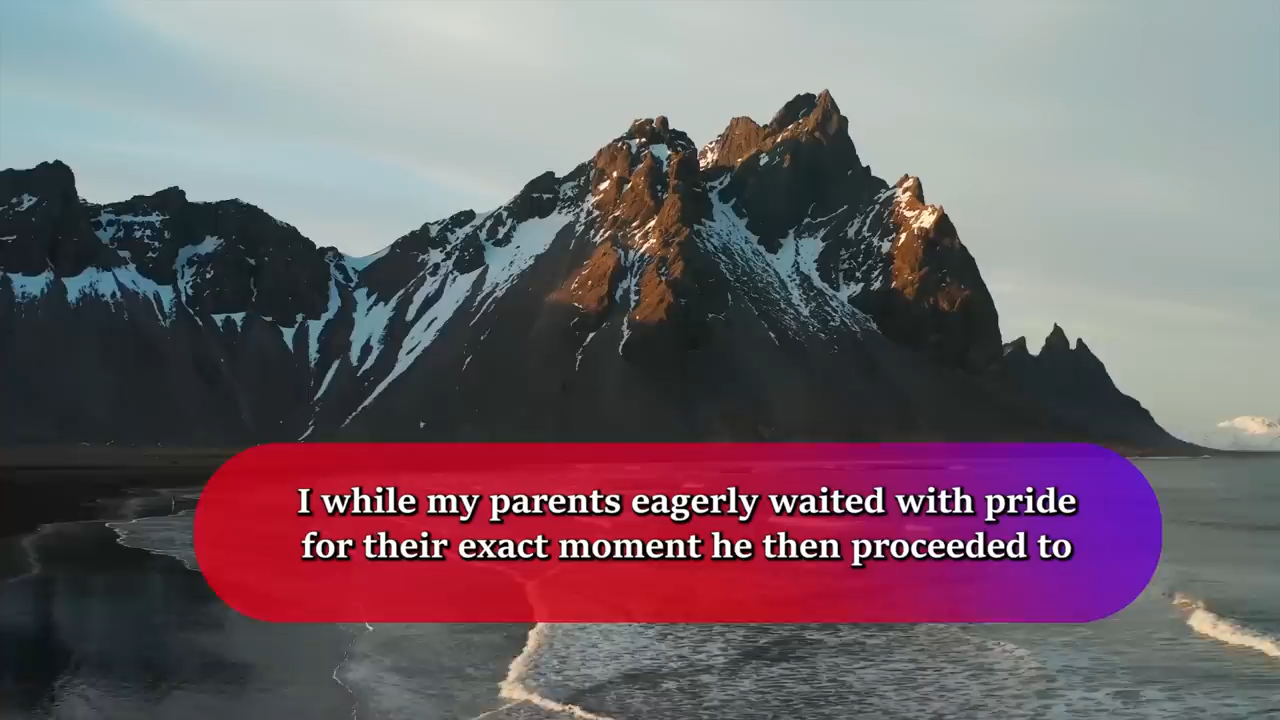 I while my parents eagerly waited with pride
for their exact moment he then proceeded to